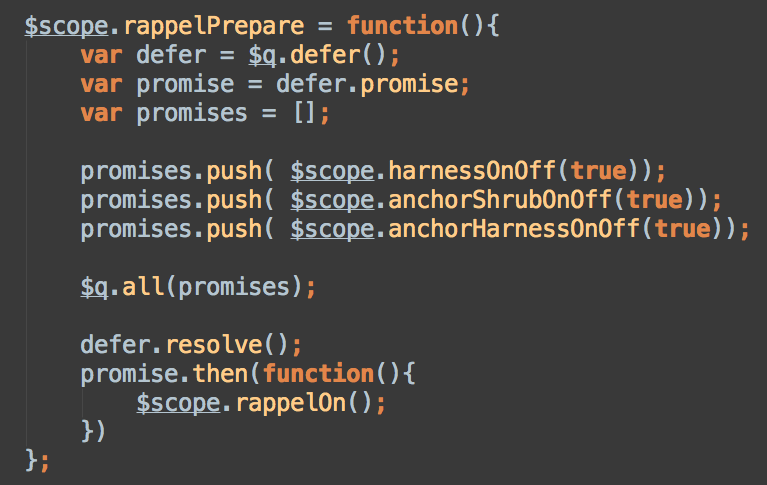 $scope.rappelPrepare = function(){
    var defer = $q.defer();
    var promise = defer.promise;
    var promises = [];
    promises.push( $scope.harnessOnOff(true));
    promises.push( $scope.anchorShrubOnOff(true));
    promises.push( $scope.anchorHarnessOnOff(true));
    $q.all(promises);
    defer.resolve();
    promise.then(function(){
        $scope.rappelOn();
    })
};